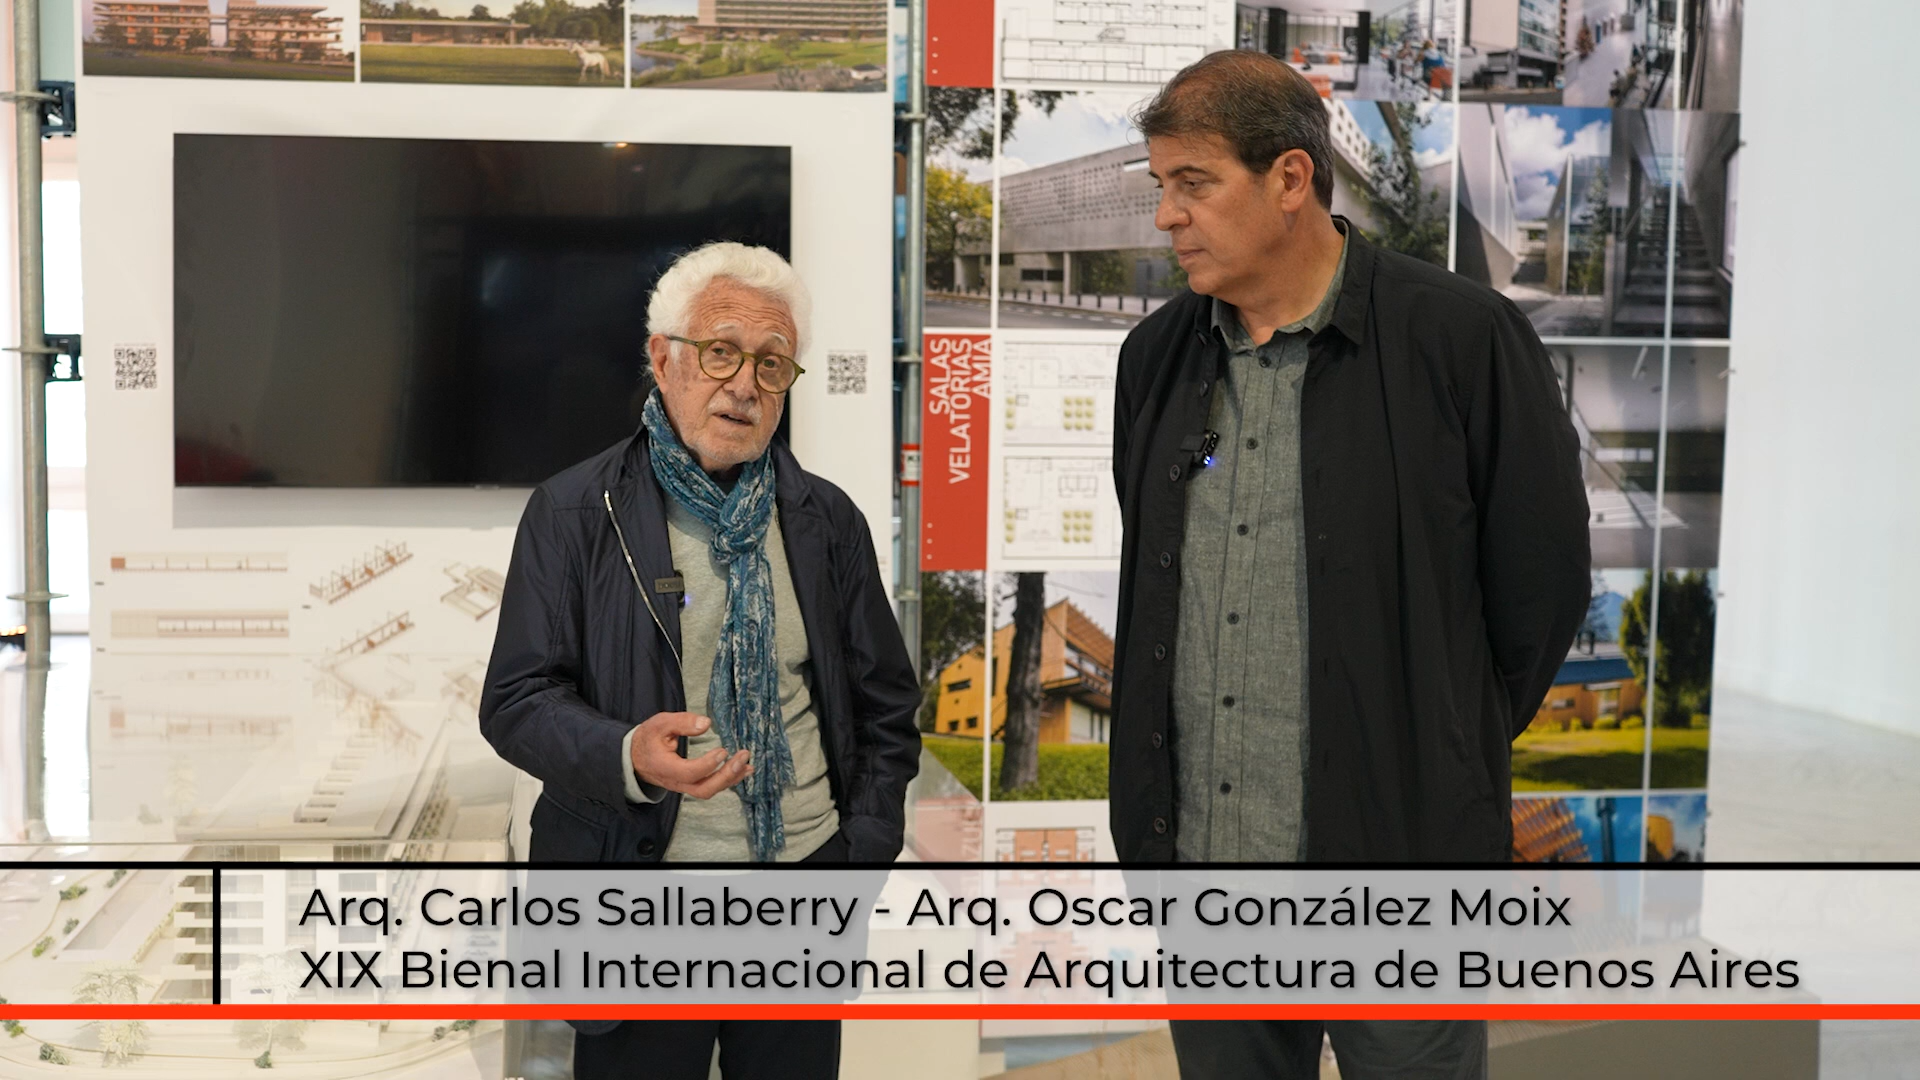 SALAS
VELATORIAS
AMIA
Arq. Carlos Sallaberry - Arq. Oscar González Moix
XIX Bienal Internacional de Arquitectura de Buenos Aires